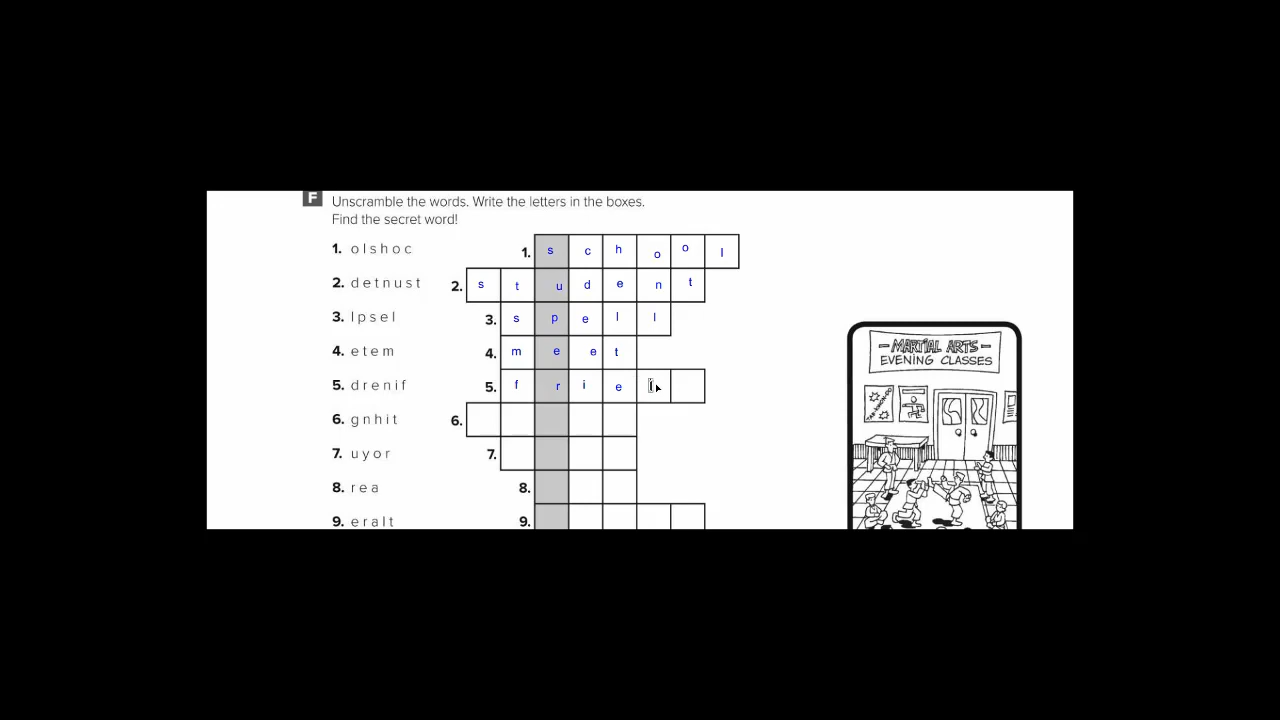 F Unscramble the words. Write the letters in the boxes.
Find the secret word!
1. olshoc 1. s c h o o l
2. detnust 2. s t u d e n t
3. lpsel 3. s p e l l
4. etem 4. m e e t
5. drenif 5. f r i e
6. gnhit 6.
7. uyor 7.
8. rea 8.
9. eralt 9.
- MARTIAL ARTS -
EVENING CLASSES